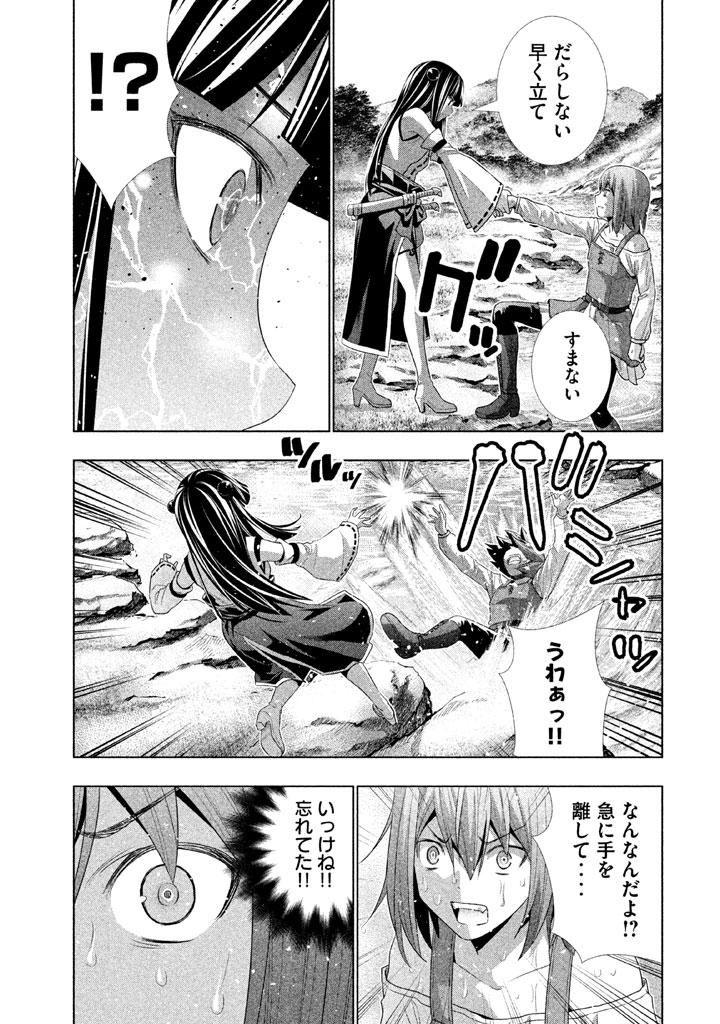 だらしない
早く立て
グッ
すまない
!?
バシャッ
ズルッ
うわぁっ!!
なんなんだよ!?
急に手を
離して‥‥
いっけね!!
忘れてた!!